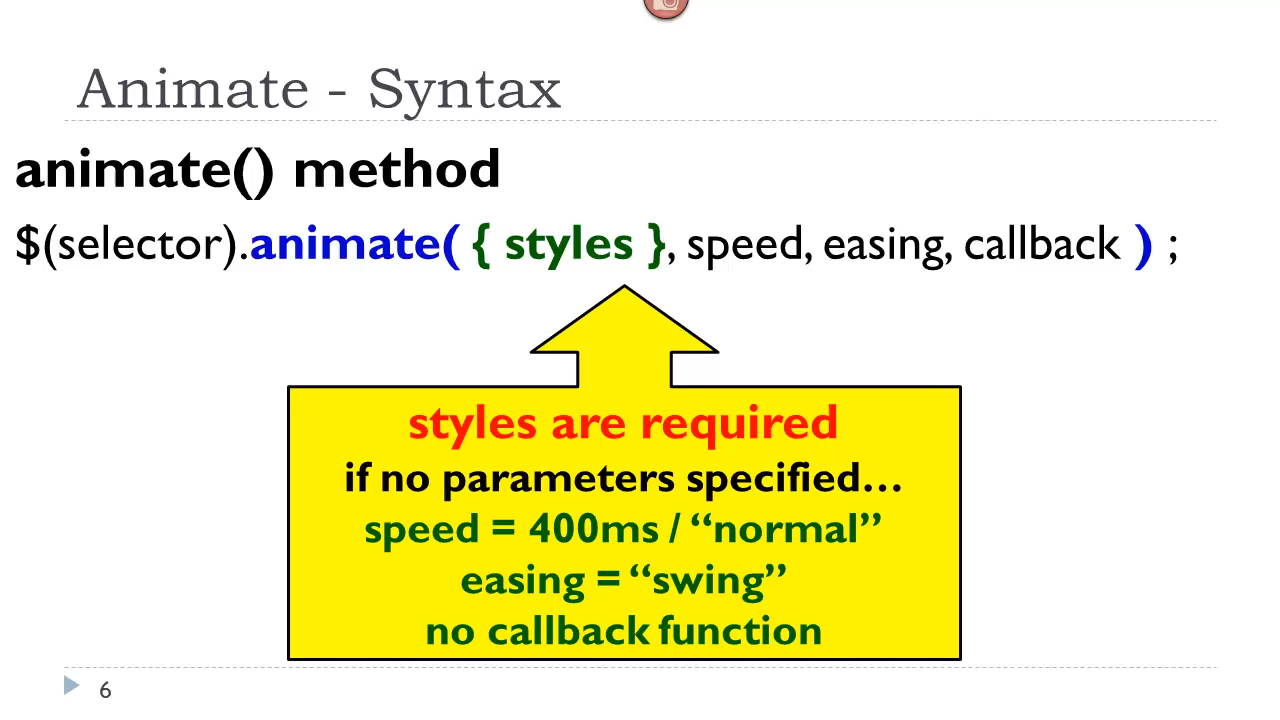 Animate - Syntax
animate() method
$(selector).animate( { styles }, speed, easing, callback ) ;
styles are required
if no parameters specified…
speed = 400ms / “normal”
easing = “swing”
no callback function
6